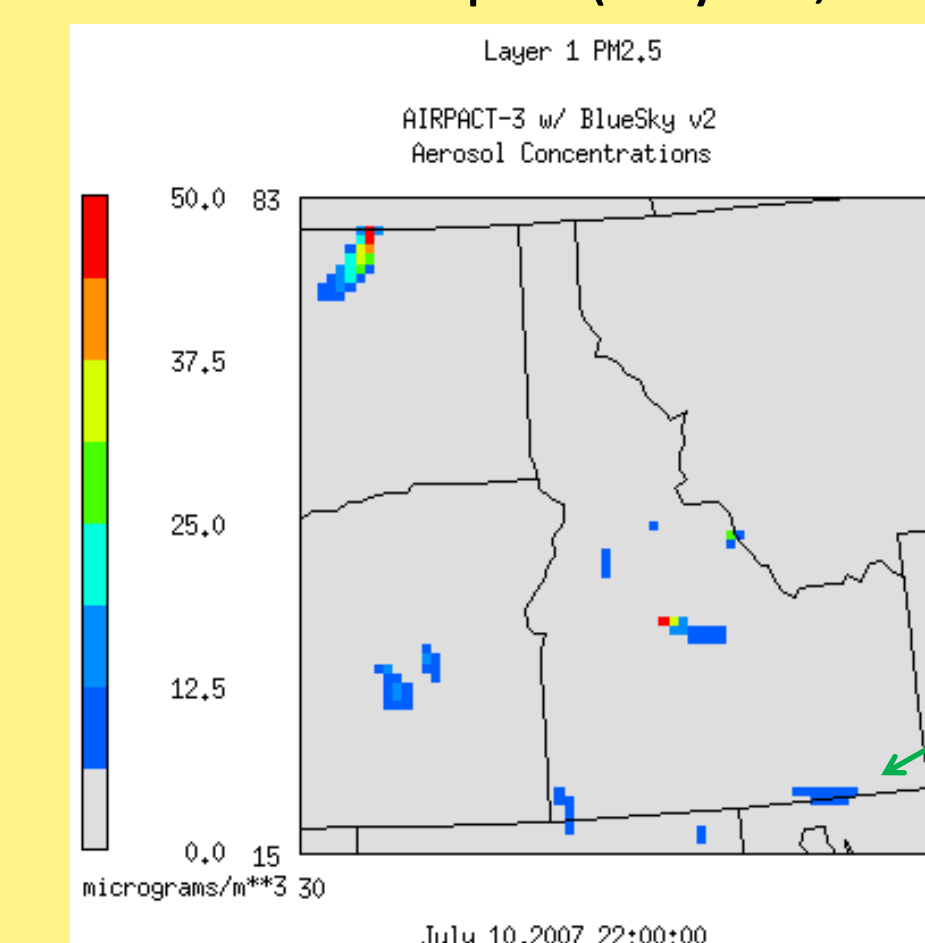 Layer 1 PM2.5
AIRPACT-3 w/ BlueSky v2
Aerosol Concentrations
50.0
83
37.5
25.0
12.5
0.0
15
micrograms/m**3
30
July 10,2007 22:00:00